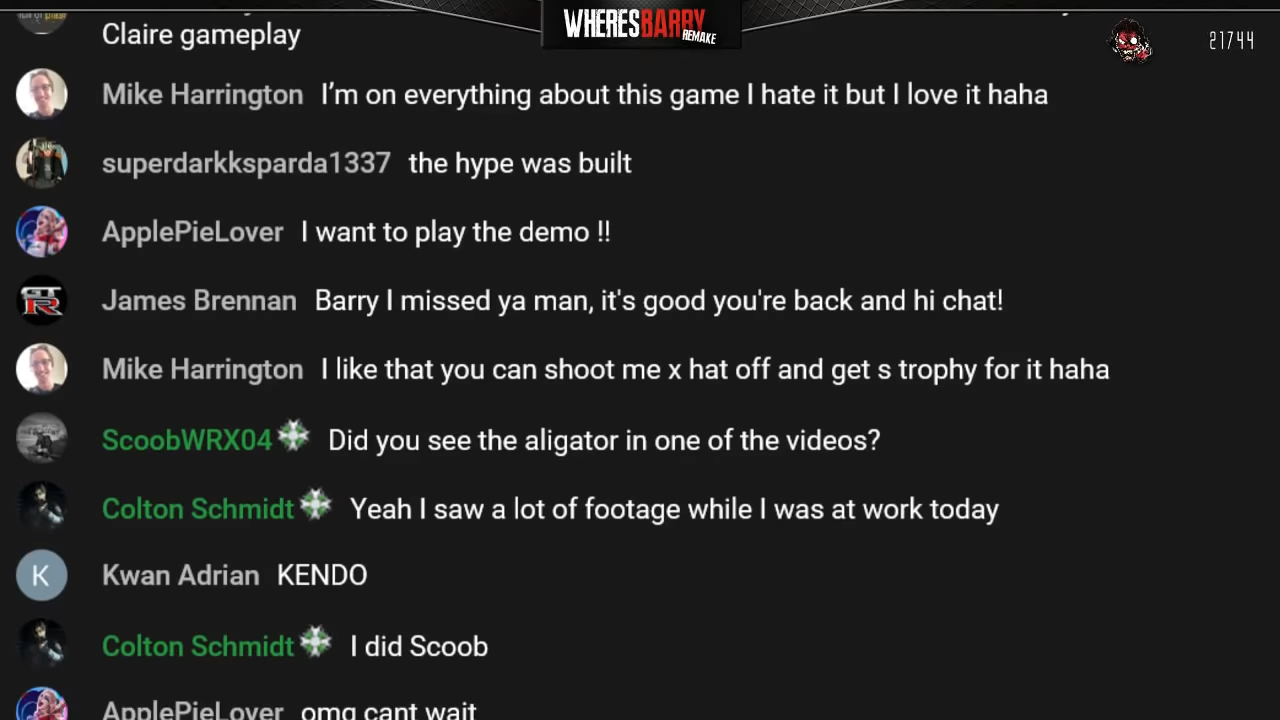 WHERESBARRY
REMAKE
21744
Claire gameplay
Mike Harrington I’m on everything about this game I hate it but I love it haha
superdarkksparda1337 the hype was built
ApplePieLover I want to play the demo !!
GTR
James Brennan Barry I missed ya man, it's good you're back and hi chat!
Mike Harrington I like that you can shoot me x hat off and get s trophy for it haha
ScoobWRX04 Did you see the aligator in one of the videos?
Colton Schmidt Yeah I saw a lot of footage while I was at work today
K
Kwan Adrian KENDO
Colton Schmidt I did Scoob
ApplePieLover omg cant wait